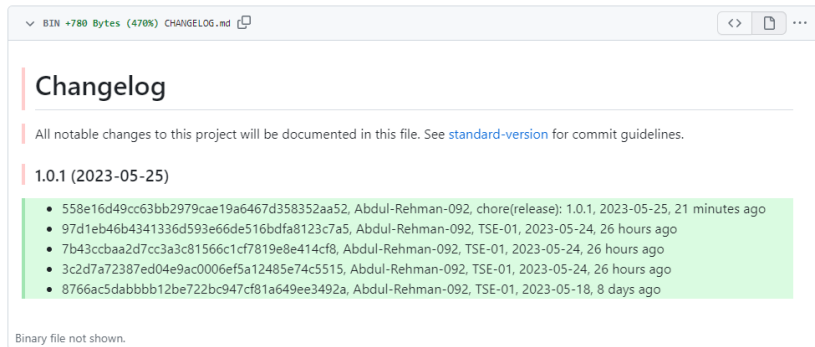 BIN +780 Bytes (470%) CHANGELOG.md
Changelog
All notable changes to this project will be documented in this file. See standard-version for commit guidelines.
1.0.1 (2023-05-25)
558e16d49cc63bb2979cae19a6467d358352aa52, Abdul-Rehman-092, chore(release): 1.0.1, 2023-05-25, 21 minutes ago
97d1eb46b4341336d593e66de516bdfa8123c7a5, Abdul-Rehman-092, TSE-01, 2023-05-24, 26 hours ago
7b43ccbaa2d7cc3a3c81566c1cf7819e8e414cf8, Abdul-Rehman-092, TSE-01, 2023-05-24, 26 hours ago
3c2d7a72387ed04e9ac0006ef5a12485e74c5515, Abdul-Rehman-092, TSE-01, 2023-05-24, 26 hours ago
8766ac5dabbbb12be722bc947cf81a649ee3492a, Abdul-Rehman-092, TSE-01, 2023-05-18, 8 days ago
Binary file not shown.